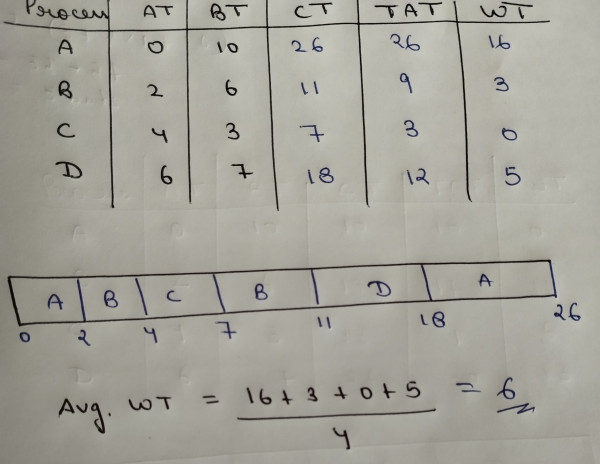 Process AT BT CT TAT WT
A 0 10 26 26 16
B 2 6 11 9 3
C 4 3 7 3 0
D 6 7 18 12 5
A B C B D A
0 2 4 7 11 18 26
Avg. WT = 16+3+0+5 = 6
4